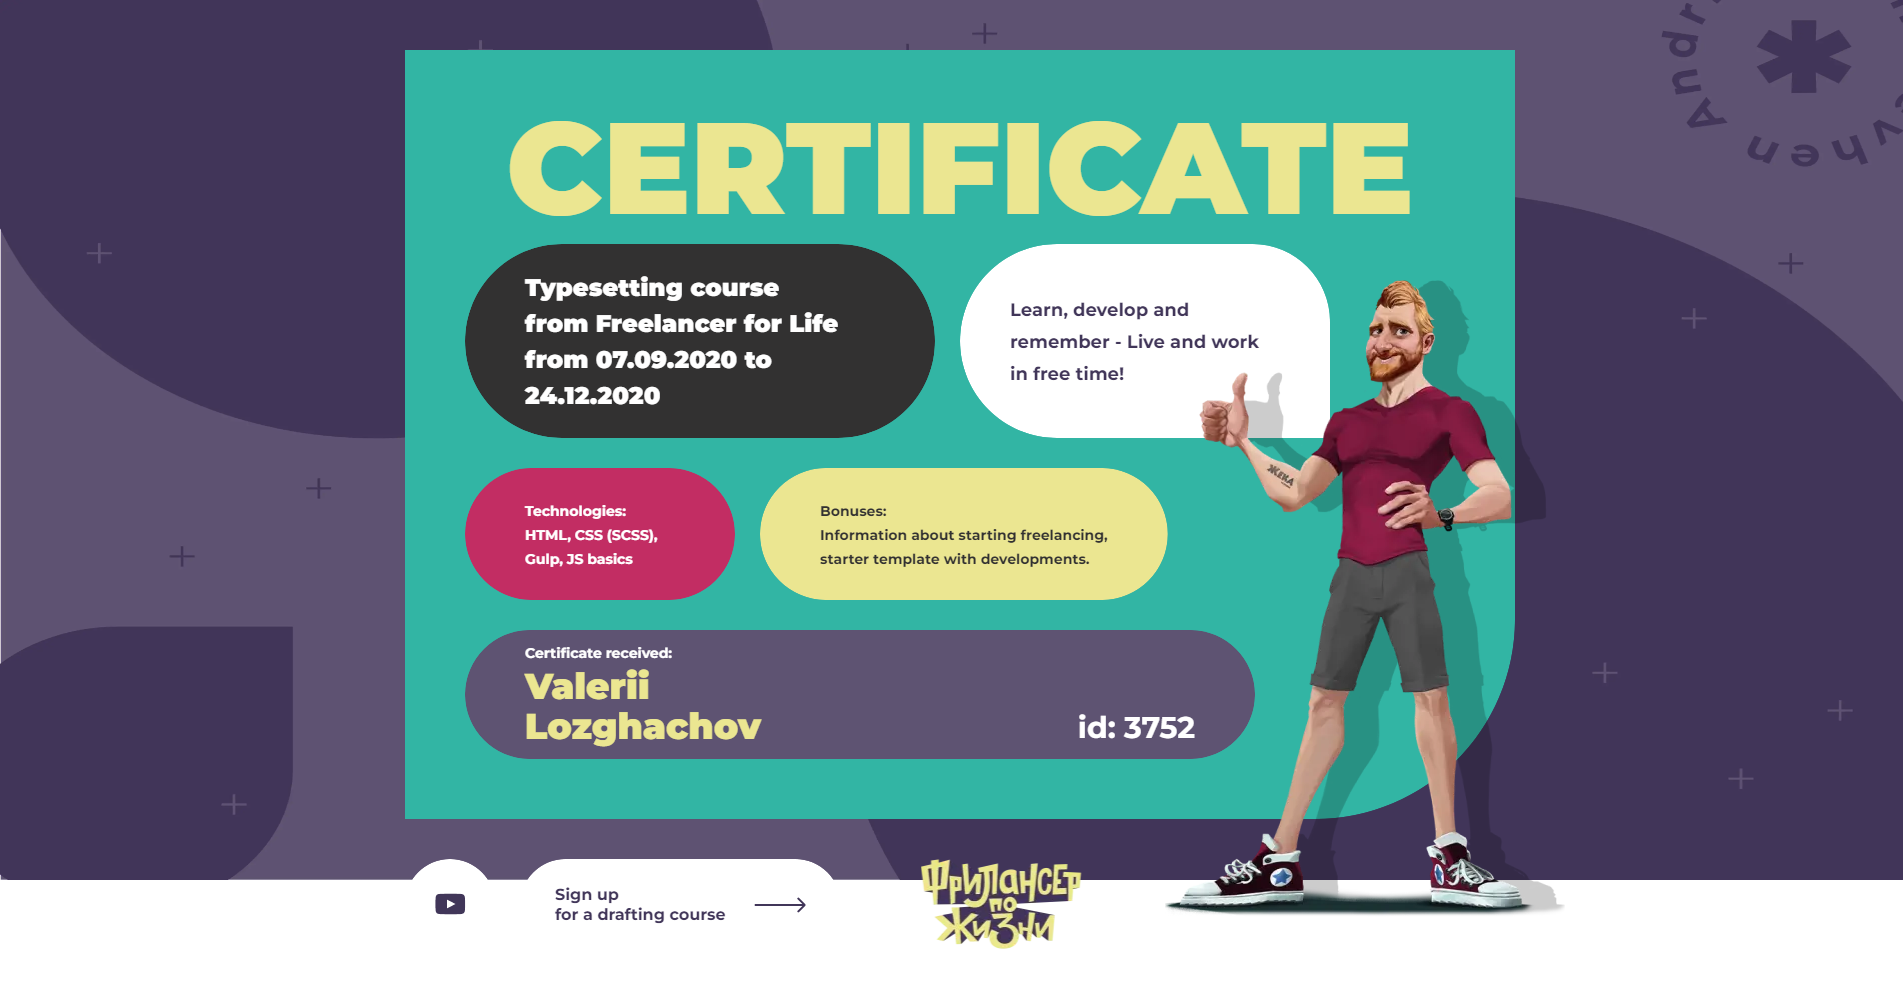 CERTIFICATE
Typesetting course
from Freelancer for Life
from 07.09.2020 to
24.12.2020
Learn, develop and
remember - Live and work
in free time!
ЖЕКА
Technologies:
HTML, CSS (SCSS),
Gulp, JS basics
Bonuses:
Information about starting freelancing,
starter template with developments.
Certificate received:
Valerii
Lozghachov
id: 3752
Sign up
for a drafting course
ФРИЛАНСЕР
ПО
ЖИЗНИ